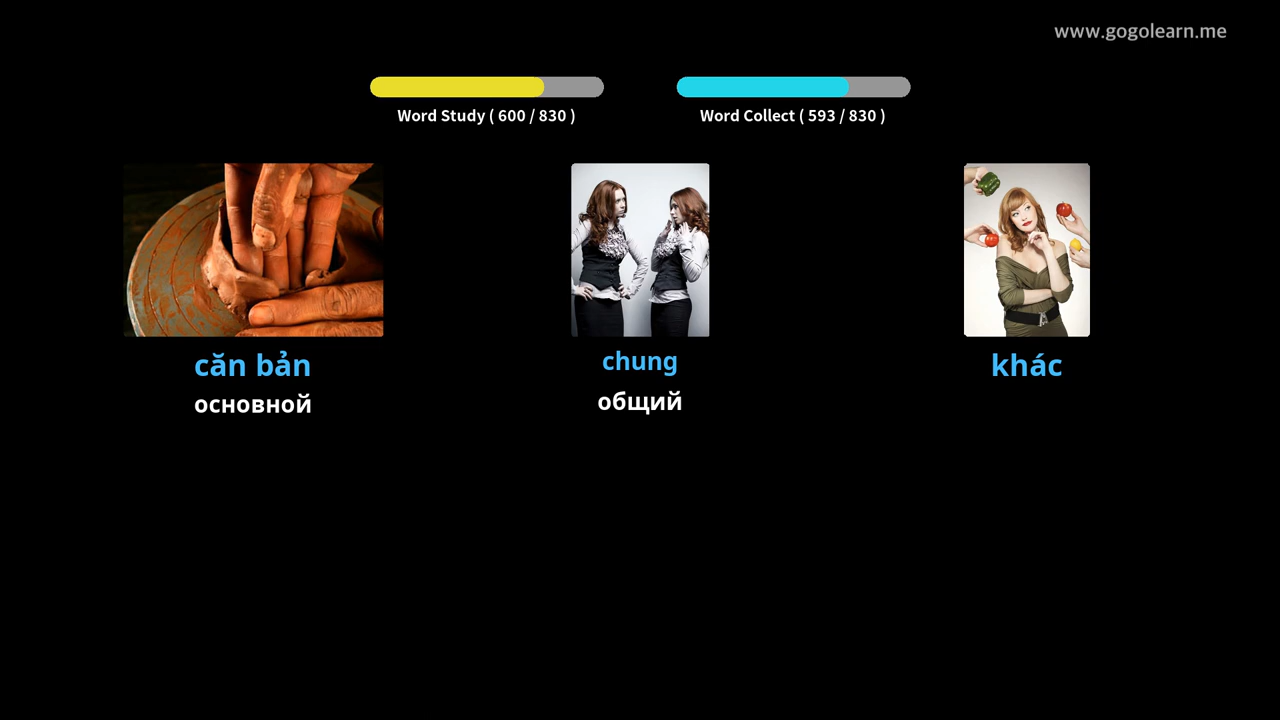 www.gogolearn.me
Word Study ( 600 / 830 )
Word Collect ( 593 / 830 )
căn bản
основной
chung
общий
khác